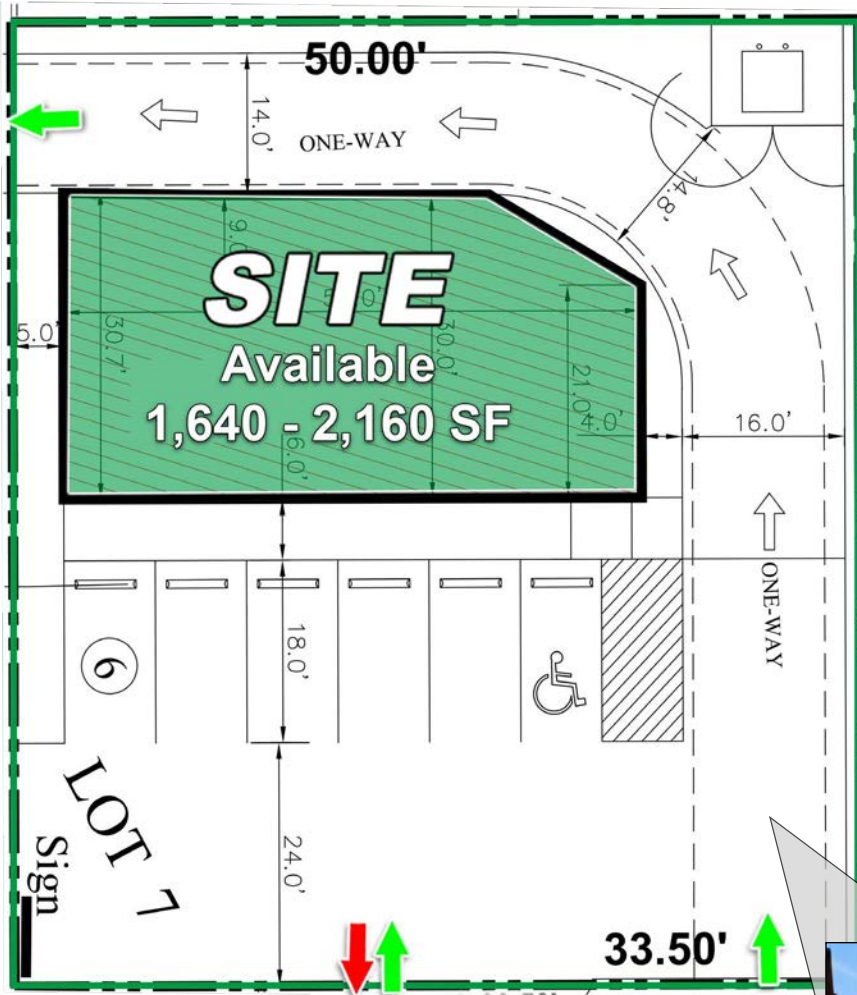 50.00'
14.0'
ONE-WAY
14.8'
SITE
Available
1,640 - 2,160 SF
30.7'
30.0'
21.0'
4.0'
5.0'
16.0'
6.0'
ONE-WAY
18.0'
6
LOT 7
Sign
24.0'
33.50'